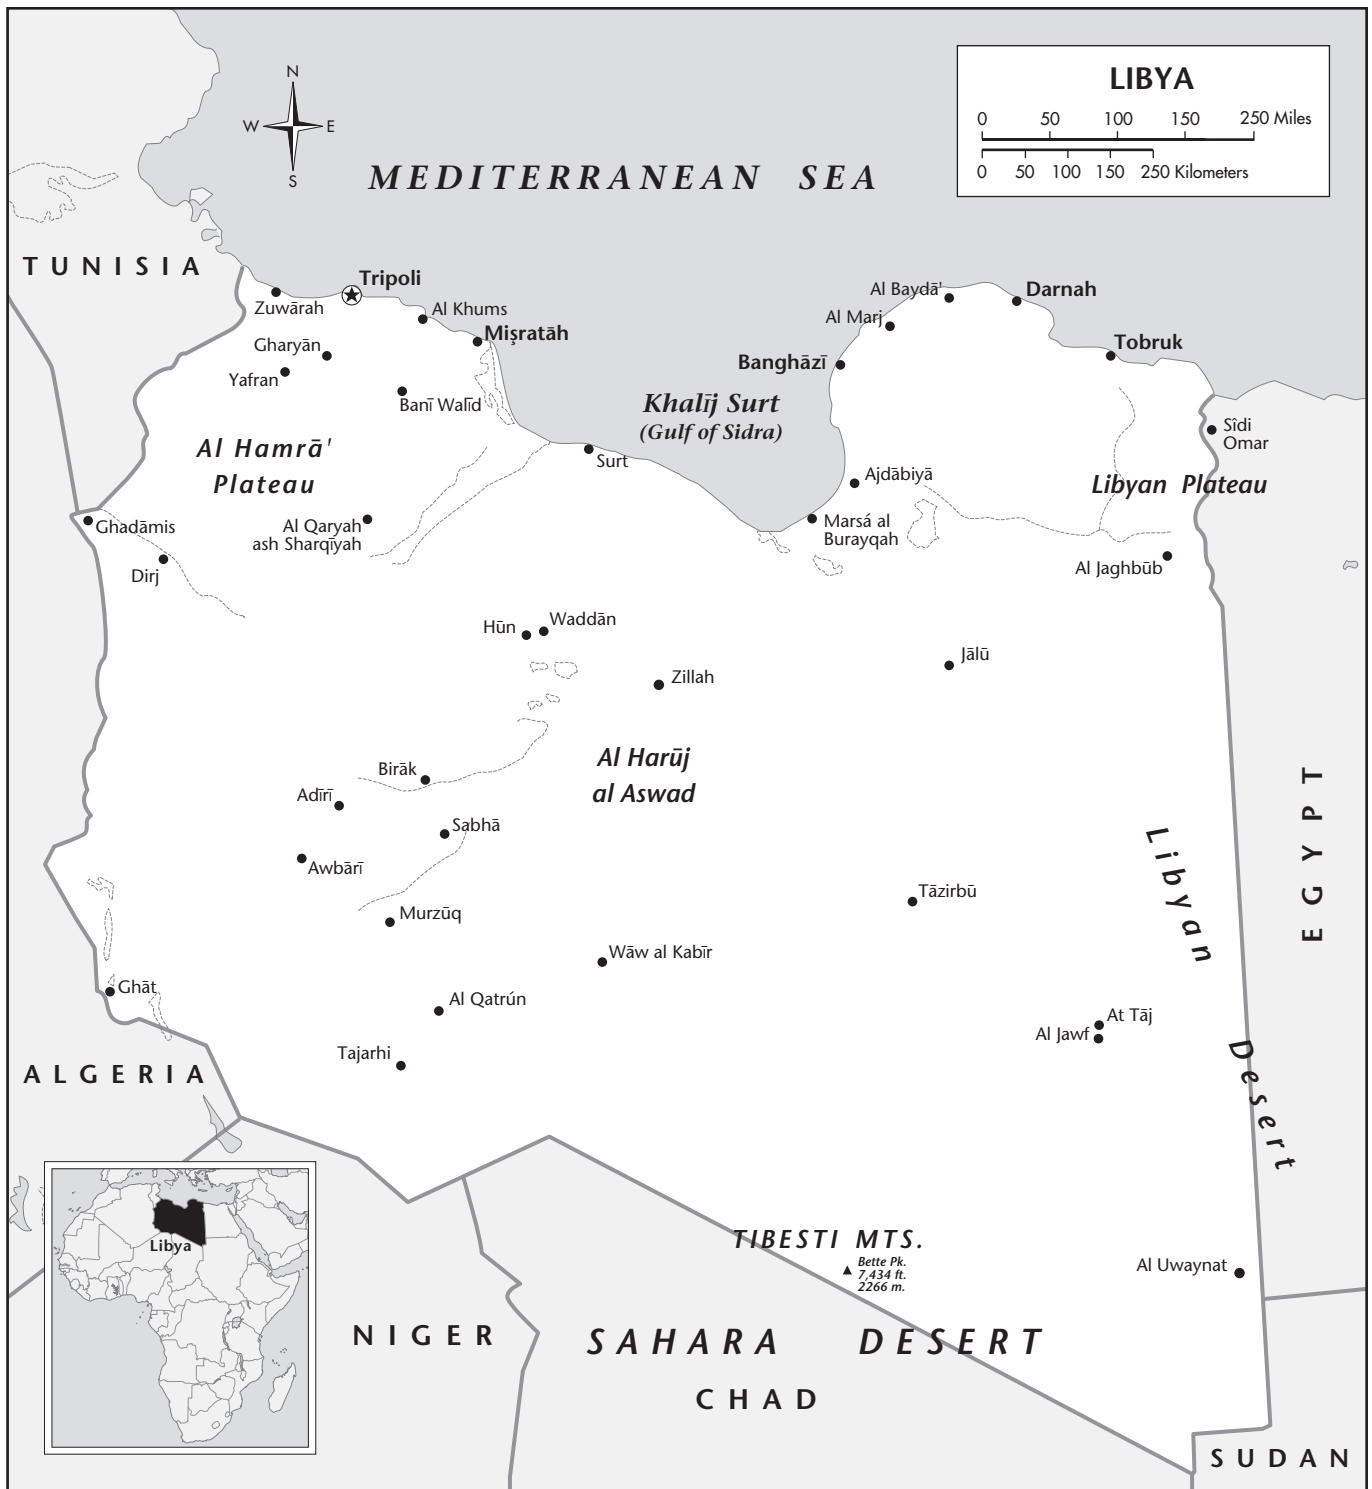 LIBYA
0 50 100 150 250 Miles
0 50 100 150 250 Kilometers
N
W E
S
MEDITERRANEAN SEA
TUNISIA
Tripoli
Zuwārah
Al Khums
Mişratāh
Gharyān
Yafran
Banī Walīd
Al Baydā'
Darnah
Al Marj
Banghāzī
Tobruk
Khalīj Surt
(Gulf of Sidra)
Sîdi
Omar
Al Hamrā'
Plateau
Surt
Ajdābiyā
Libyan Plateau
Ghadāmis
Al Qaryah
ash Sharqīyah
Marsá al
Burayqah
Dirj
Al Jaghbūb
Hūn
Waddān
Jālū
Zillah
Al Harūj
al Aswad
Birāk
Adīrī
Sabhā
Awbārī
EGYPT
Libyan Desert
Tāzirbū
Murzūq
Wāw al Kabīr
Ghāt
Al Qatrún
At Tāj
Al Jawf
Tajarhi
ALGERIA
TIBESTI MTS.
Bette Pk.
7,434 ft.
2266 m.
Al Uwaynat
Libya
NIGER
SAHARA DESERT
CHAD
SUDAN